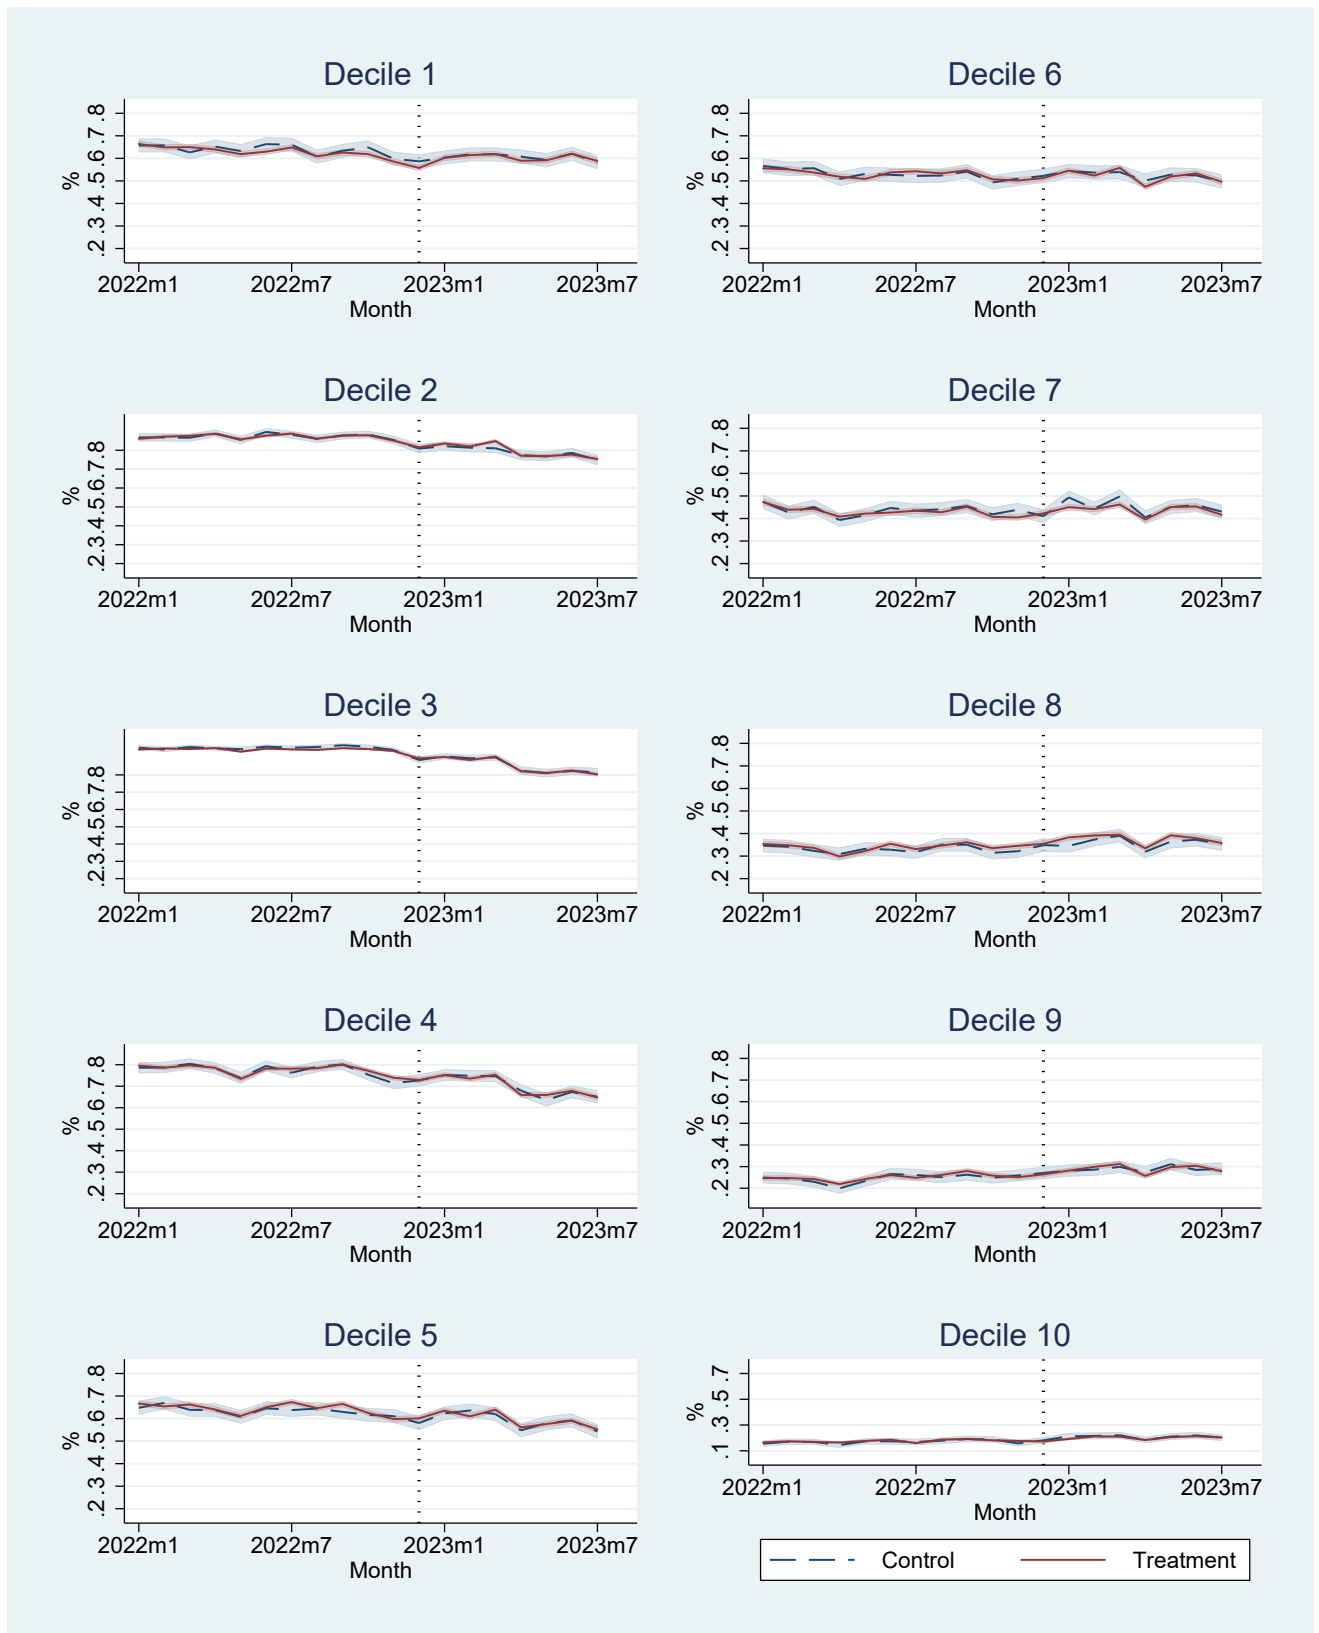 Decile 1
%
.2 .3 .4 .5 .6 .7 .8
2022m1 2022m7 2023m1 2023m7
Month
Decile 6
%
.2 .3 .4 .5 .6 .7 .8
2022m1 2022m7 2023m1 2023m7
Month
Decile 2
%
.2 .3 .4 .5 .6 .7 .8
2022m1 2022m7 2023m1 2023m7
Month
Decile 7
%
.2 .3 .4 .5 .6 .7 .8
2022m1 2022m7 2023m1 2023m7
Month
Decile 3
%
.2 .3 .4 .5 .6 .7 .8
2022m1 2022m7 2023m1 2023m7
Month
Decile 8
%
.2 .3 .4 .5 .6 .7 .8
2022m1 2022m7 2023m1 2023m7
Month
Decile 4
%
.2 .3 .4 .5 .6 .7 .8
2022m1 2022m7 2023m1 2023m7
Month
Decile 9
%
.2 .3 .4 .5 .6 .7 .8
2022m1 2022m7 2023m1 2023m7
Month
Decile 5
%
.2 .3 .4 .5 .6 .7 .8
2022m1 2022m7 2023m1 2023m7
Month
Decile 10
%
.1 .3 .5 .7
2022m1 2022m7 2023m1 2023m7
Month
Control Treatment